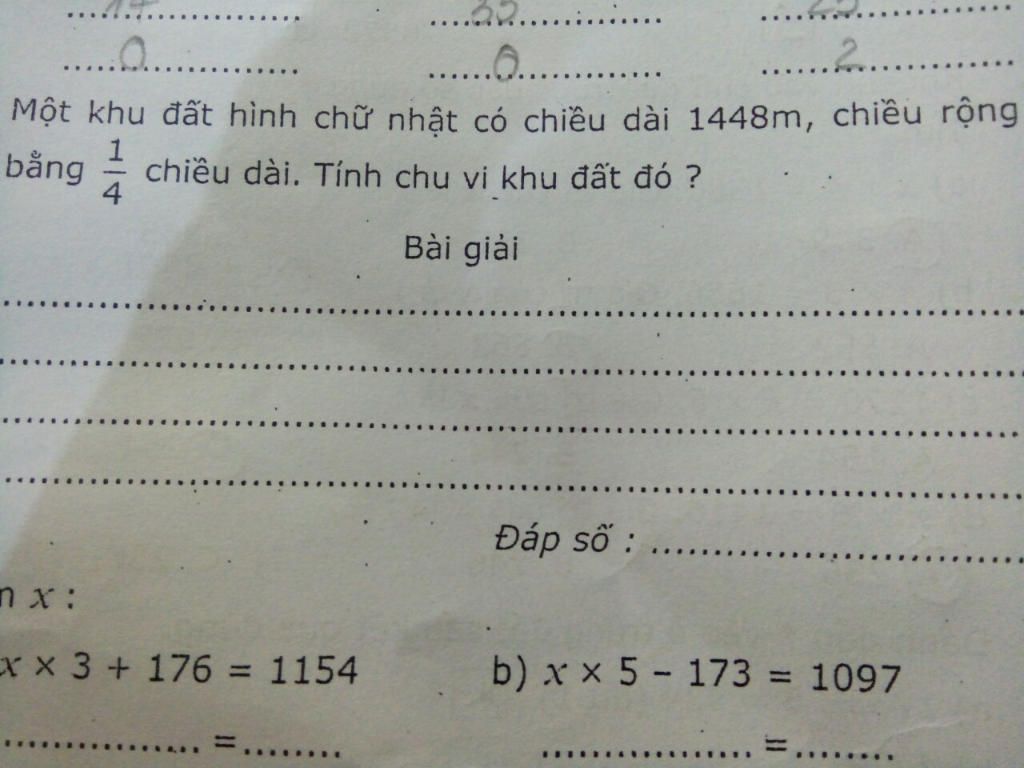 0 0 2
Một khu đất hình chữ nhật có chiều dài 1448m, chiều rộng
bằng 1/4 chiều dài. Tính chu vi khu đất đó ?
Bài giải
Đáp số :
x :
x × 3 + 176 = 1154 b) x × 5 – 173 = 1097
= =